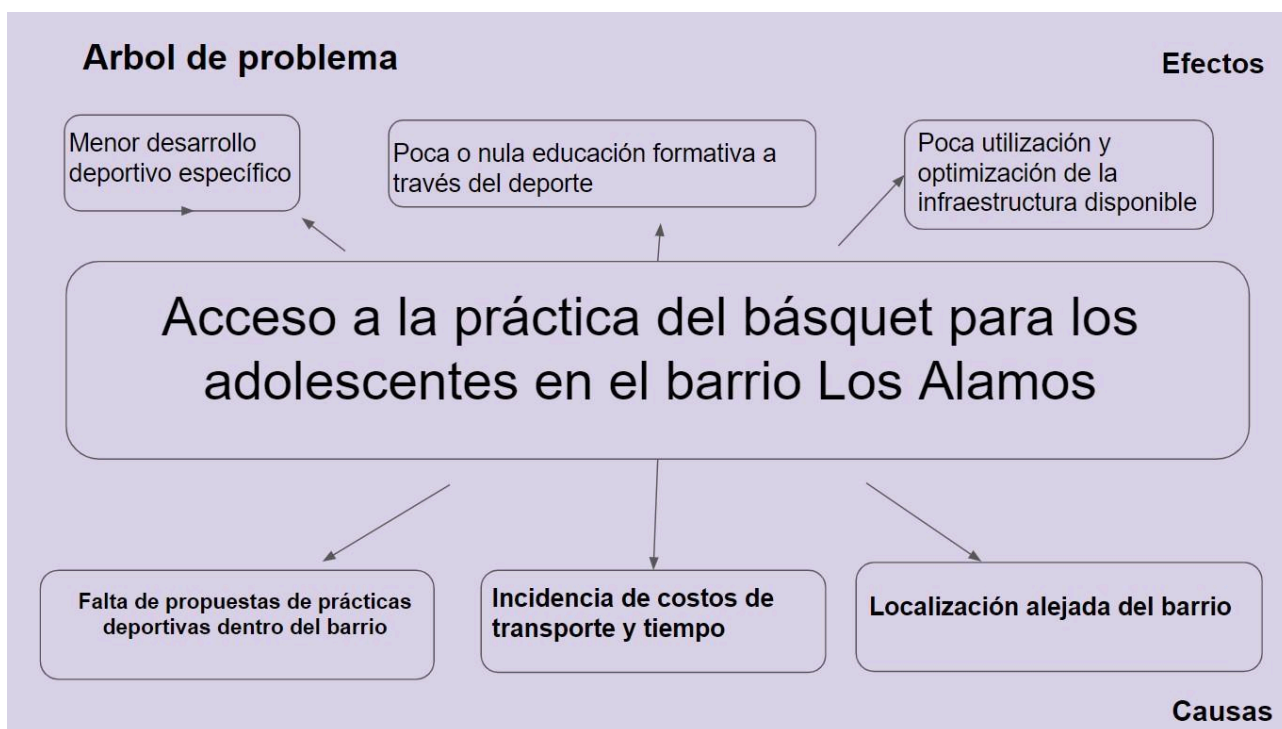 Arbol de problema
Efectos
Menor desarrollo
deportivo específico
Poca o nula educación formativa a
través del deporte
Poca utilización y
optimización de la
infraestructura disponible
Acceso a la práctica del básquet para los
adolescentes en el barrio Los Alamos
Falta de propuestas de prácticas
deportivas dentro del barrio
Incidencia de costos de
transporte y tiempo
Localización alejada del barrio
Causas